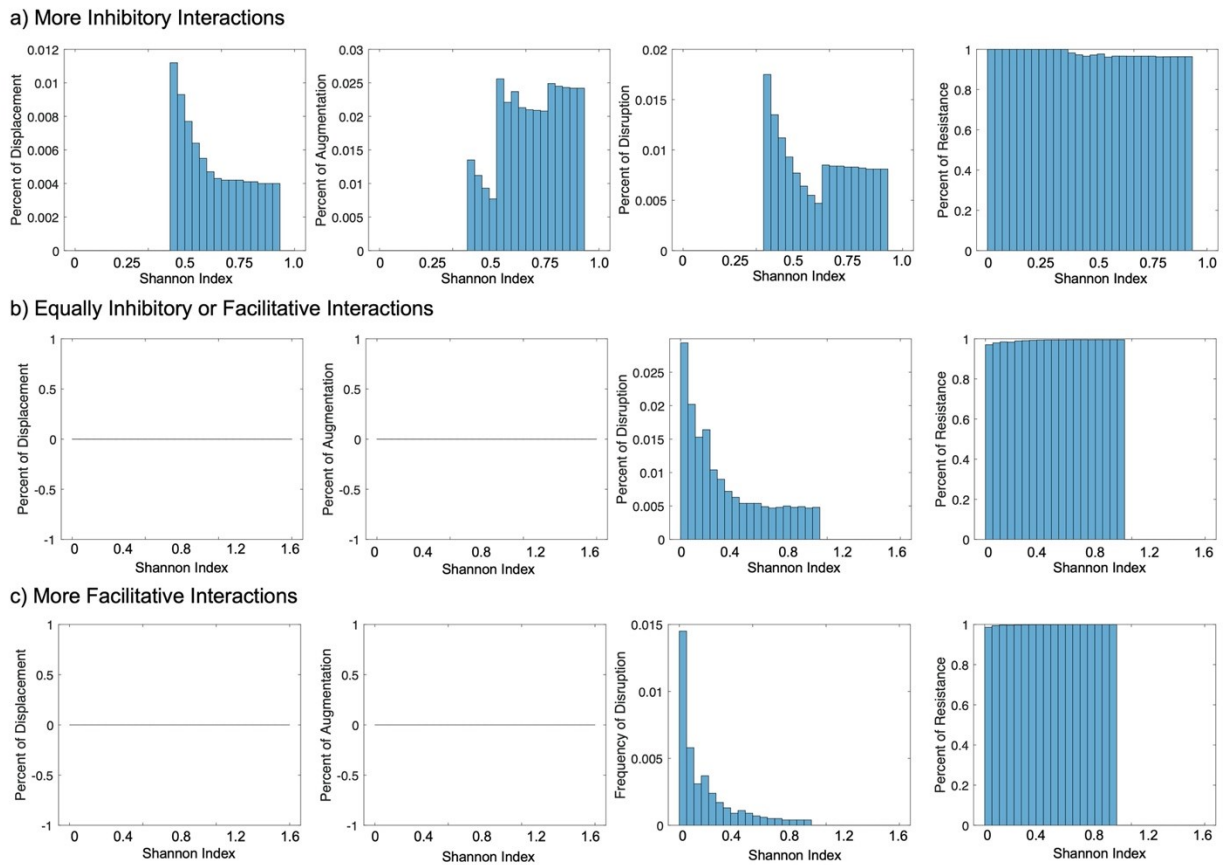 a) More Inhibitory Interactions
Percent of Displacement
0.012
0.01
0.008
0.006
0.004
0.002
0
0 0.25 0.5 0.75 1.0
Shannon Index
Percent of Augmentation
0.03
0.025
0.02
0.015
0.01
0.005
0
0 0.25 0.5 0.75 1.0
Shannon Index
Percent of Disruption
0.02
0.015
0.01
0.005
0
0 0.25 0.5 0.75 1.0
Shannon Index
Percent of Resistance
1
0.8
0.6
0.4
0.2
0
0 0.25 0.5 0.75 1.0
Shannon Index
b) Equally Inhibitory or Facilitative Interactions
Percent of Displacement
1
0.5
0
-0.5
-1
0 0.4 0.8 1.2 1.6
Shannon Index
Percent of Augmentation
1
0.5
0
-0.5
-1
0 0.4 0.8 1.2 1.6
Shannon Index
Percent of Disruption
0.025
0.02
0.015
0.01
0.005
0
0 0.4 0.8 1.2 1.6
Shannon Index
Percent of Resistance
1
0.8
0.6
0.4
0.2
0
0 0.4 0.8 1.2 1.6
Shannon Index
c) More Facilitative Interactions
Percent of Displacement
1
0.5
0
-0.5
-1
0 0.4 0.8 1.2 1.6
Shannon Index
Percent of Augmentation
1
0.5
0
-0.5
-1
0 0.4 0.8 1.2 1.6
Shannon Index
Frequency of Disruption
0.015
0.01
0.005
0
0 0.4 0.8 1.2 1.6
Shannon Index
Percent of Resistance
1
0.8
0.6
0.4
0.2
0
0 0.4 0.8 1.2 1.6
Shannon Index